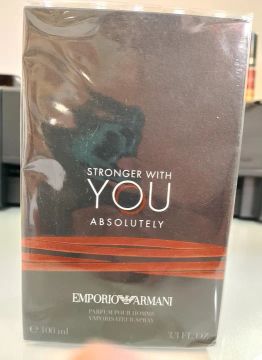 STRONGER WITH
YOU
ABSOLUTELY
EMPORIO ARMANI
PARFUM POUR HOMME
VAPORISATEUR SPRAY
℮ 100 ml 3.3 FL. OZ